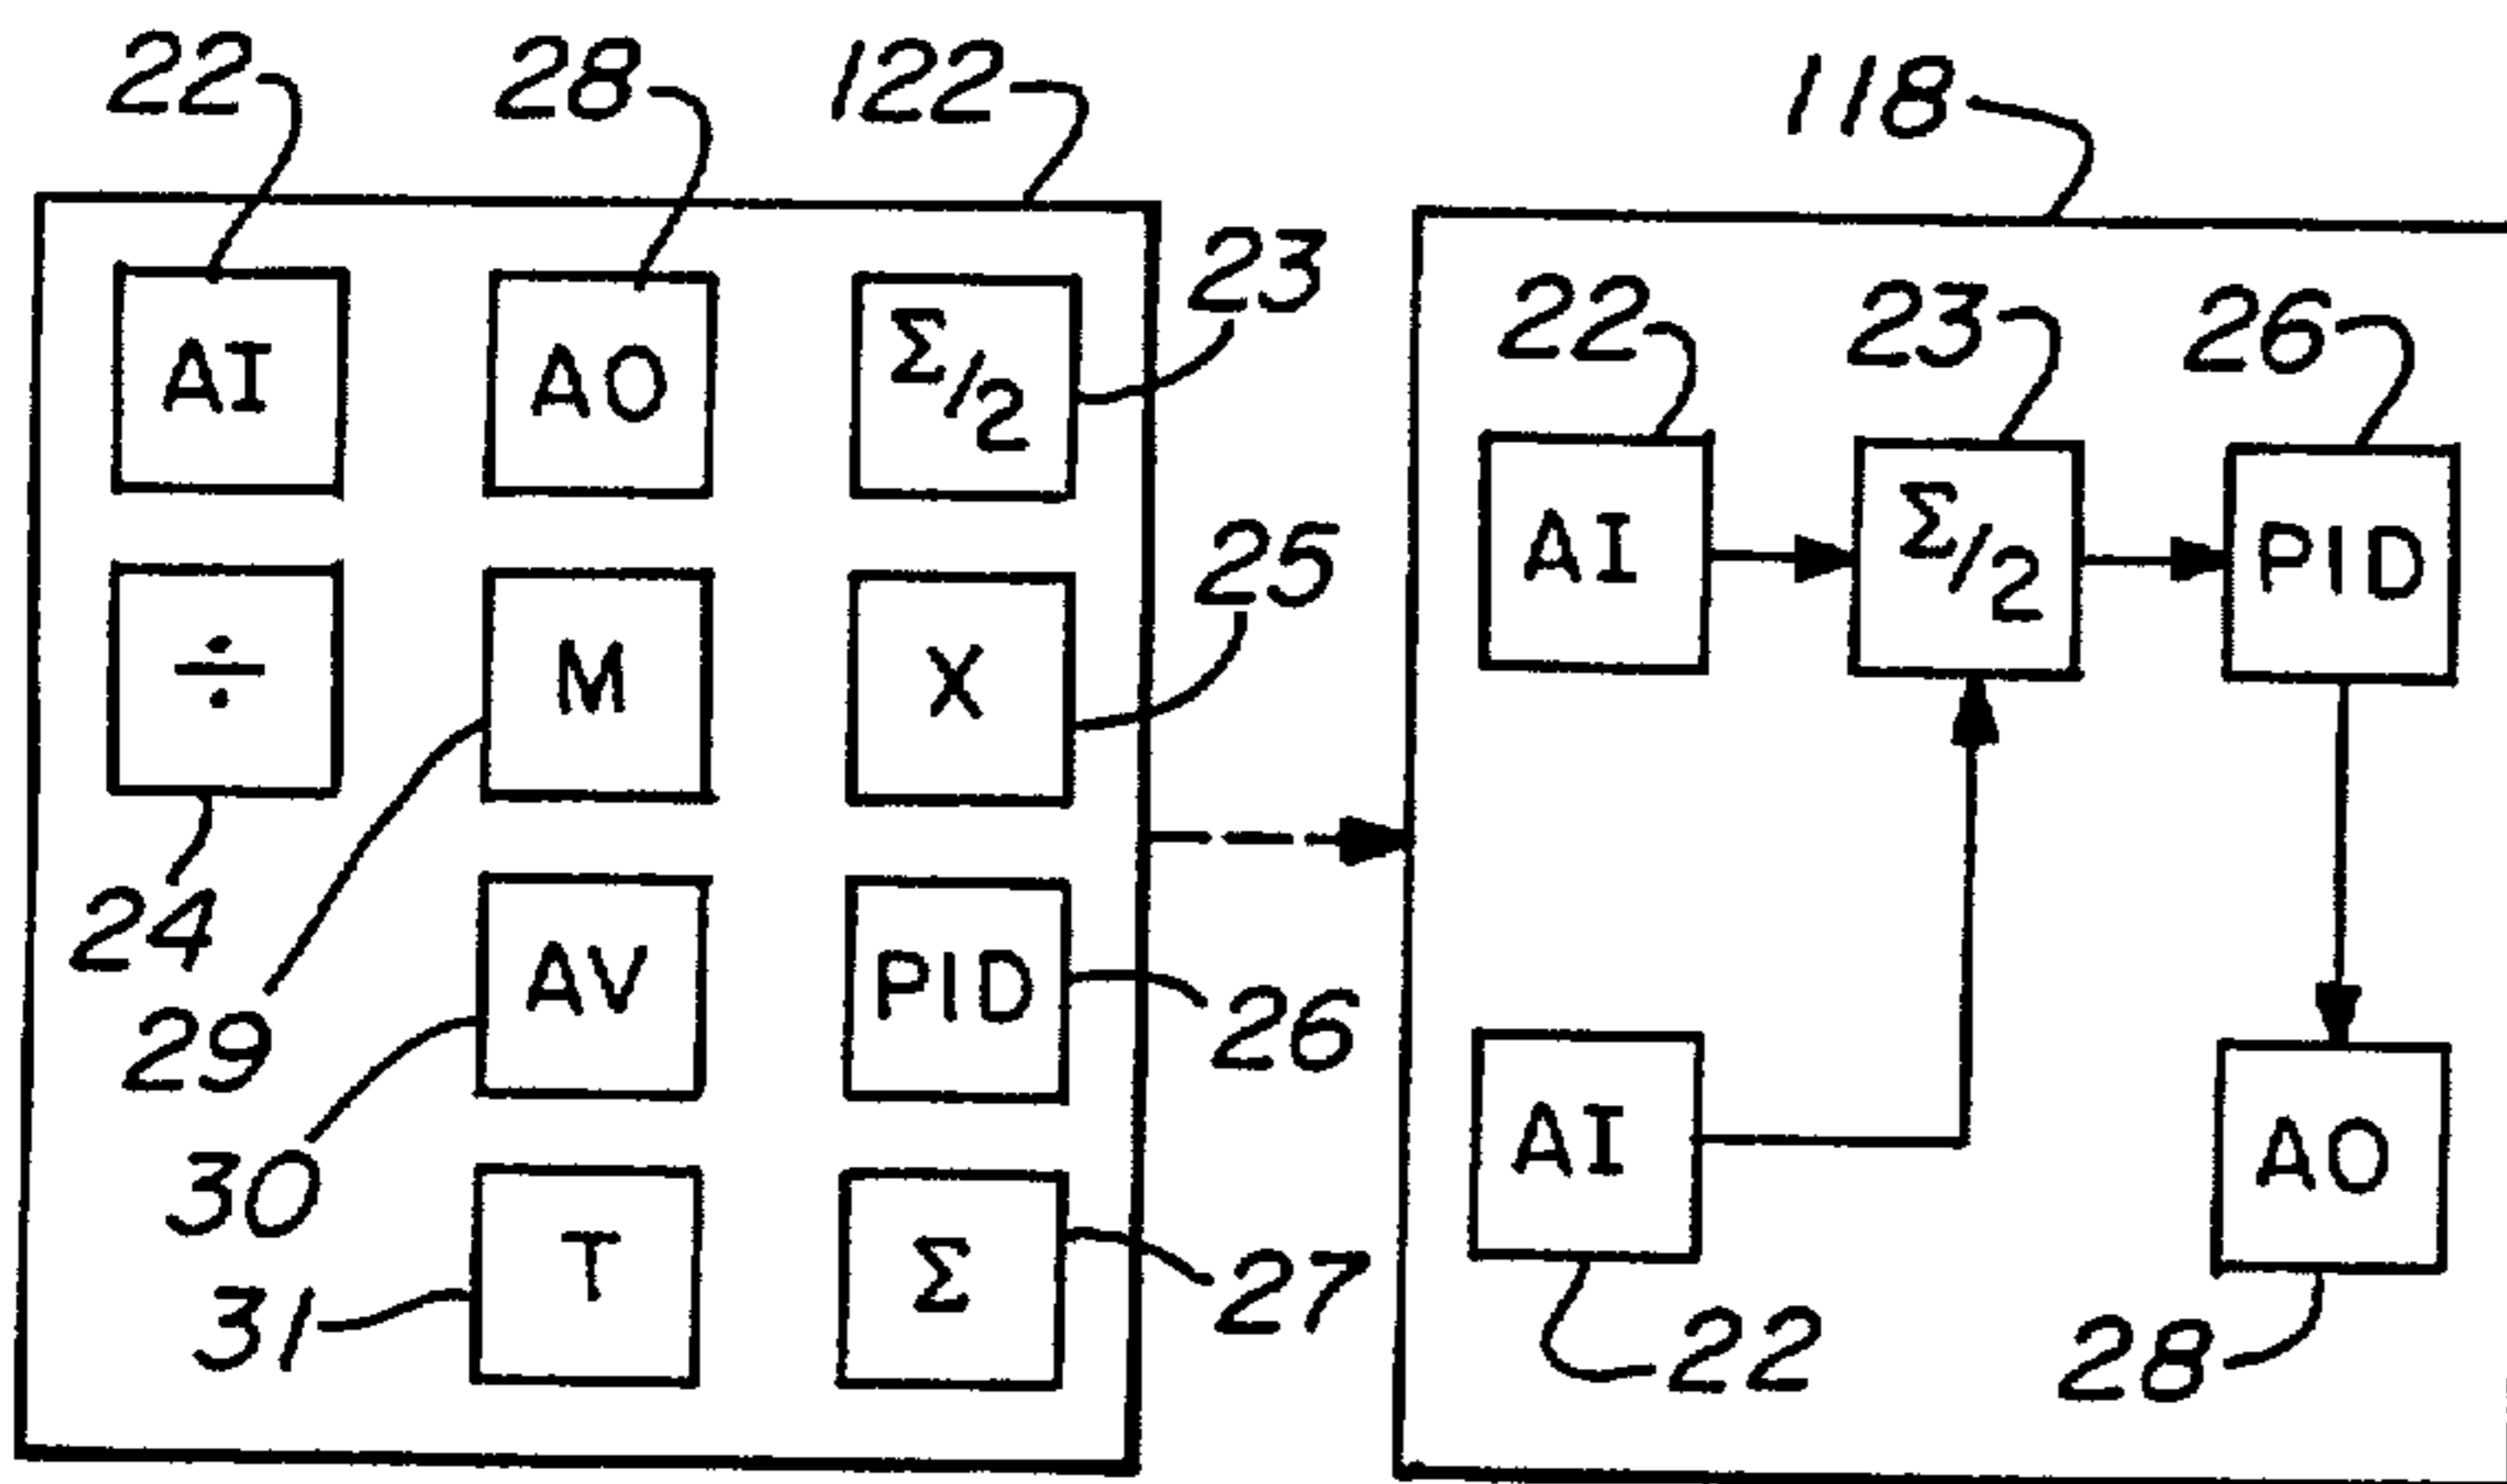 22 28 122 118
23
22 23 26
AI AO Σ/2
AI Σ/2 PID
25
÷ M X
24
AV PID
29 26
30
AI AO
T Σ
31 27
22 28